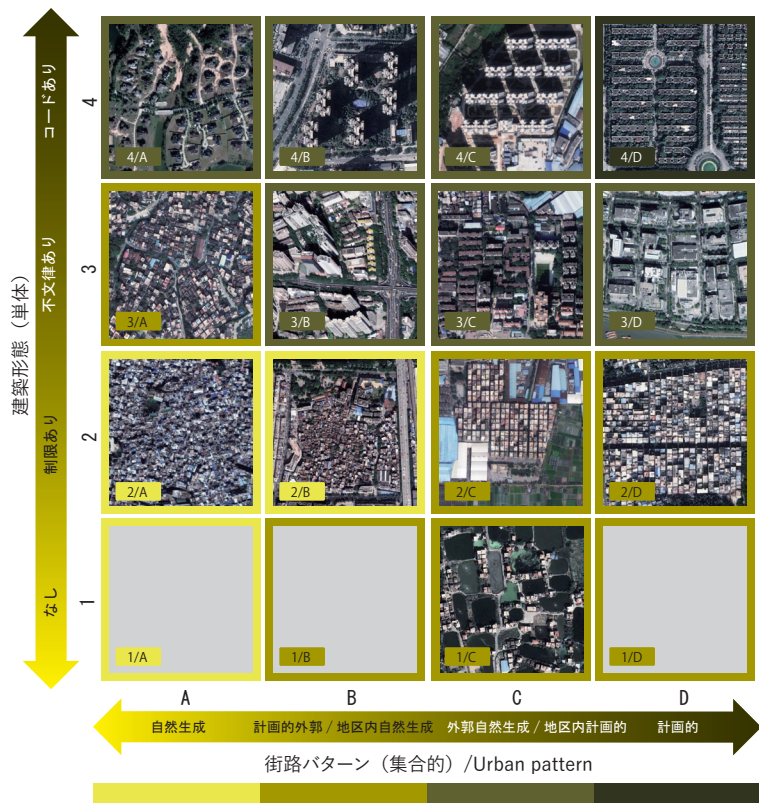 コードあり
4
4/A
4/B
4/C
4/D
建築形態（単体）
不文律あり
3
3/A
3/B
3/C
3/D
制限あり
2
2/A
2/B
2/C
2/D
なし
1
1/A
1/B
1/C
1/D
A B C D
自然生成 計画的外郭 / 地区内自然生成 外郭自然生成 / 地区内計画的 計画的
街路パターン（集合的）/Urban pattern